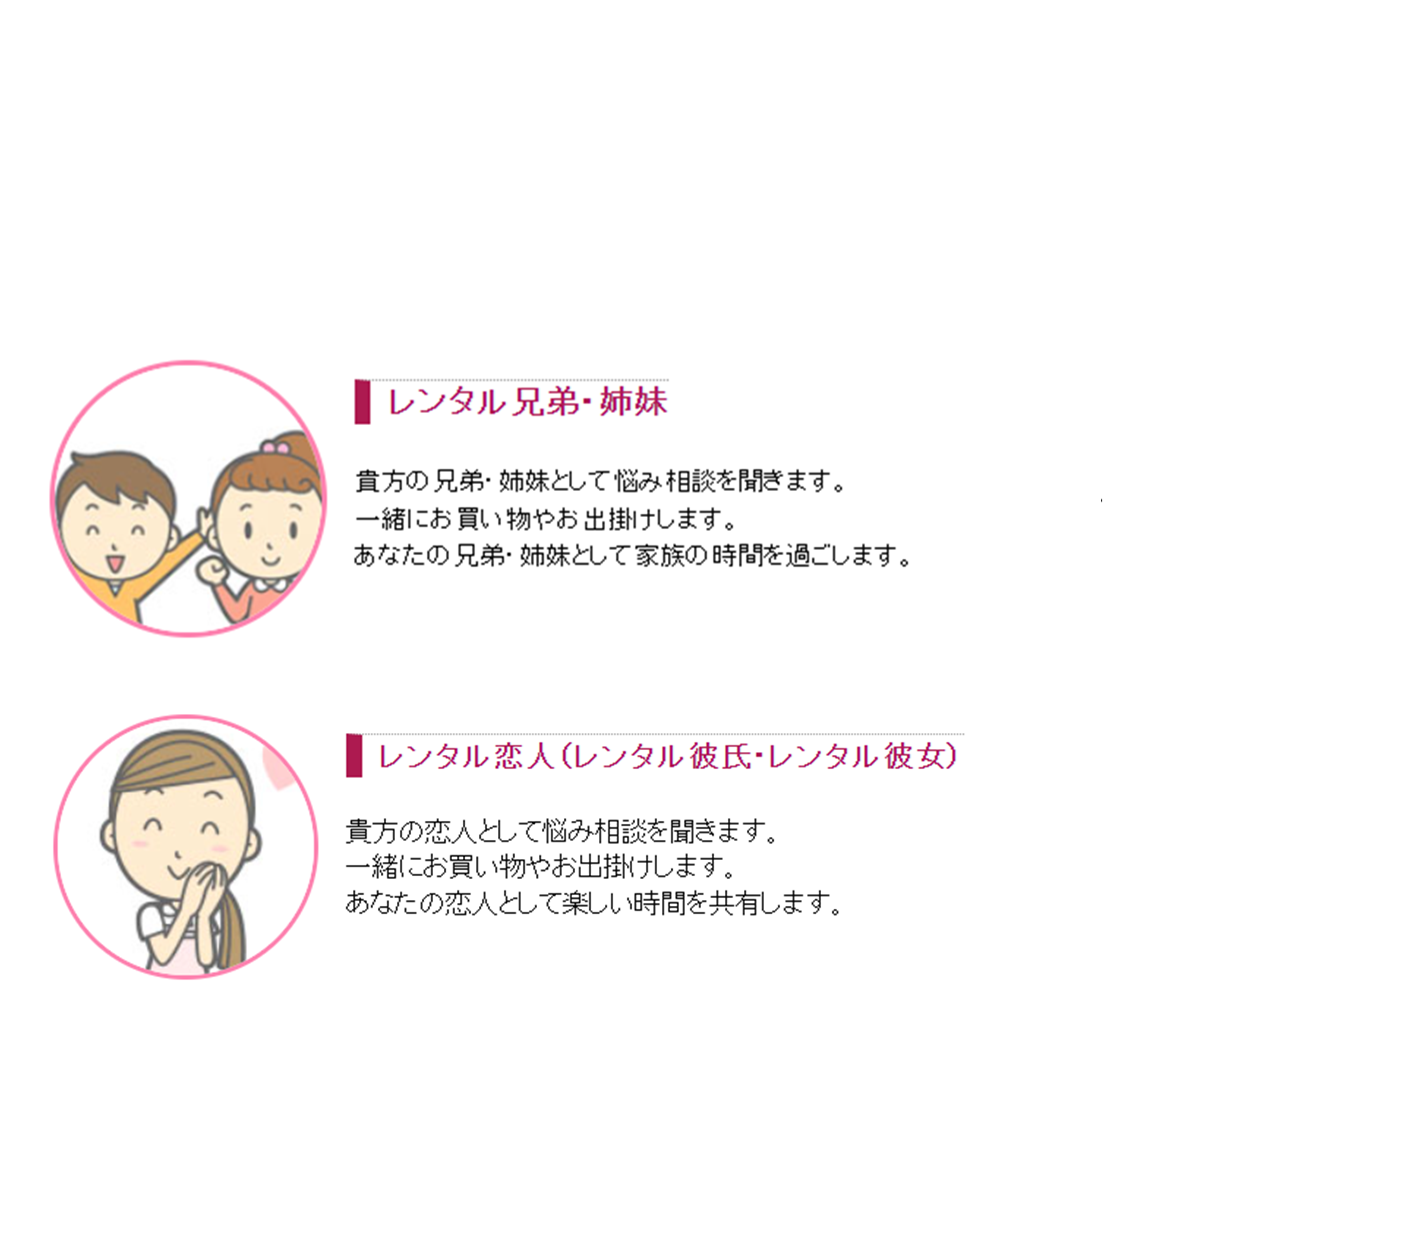 レンタル兄弟・姉妹
貴方の兄弟・姉妹として悩み相談を聞きます。
一緒にお買い物やお出掛けします。
あなたの兄弟・姉妹として家族の時間を過ごします。
レンタル恋人(レンタル彼氏・レンタル彼女)
貴方の恋人として悩み相談を聞きます。
一緒にお買い物やお出掛けします。
あなたの恋人として楽しい時間を共有します。